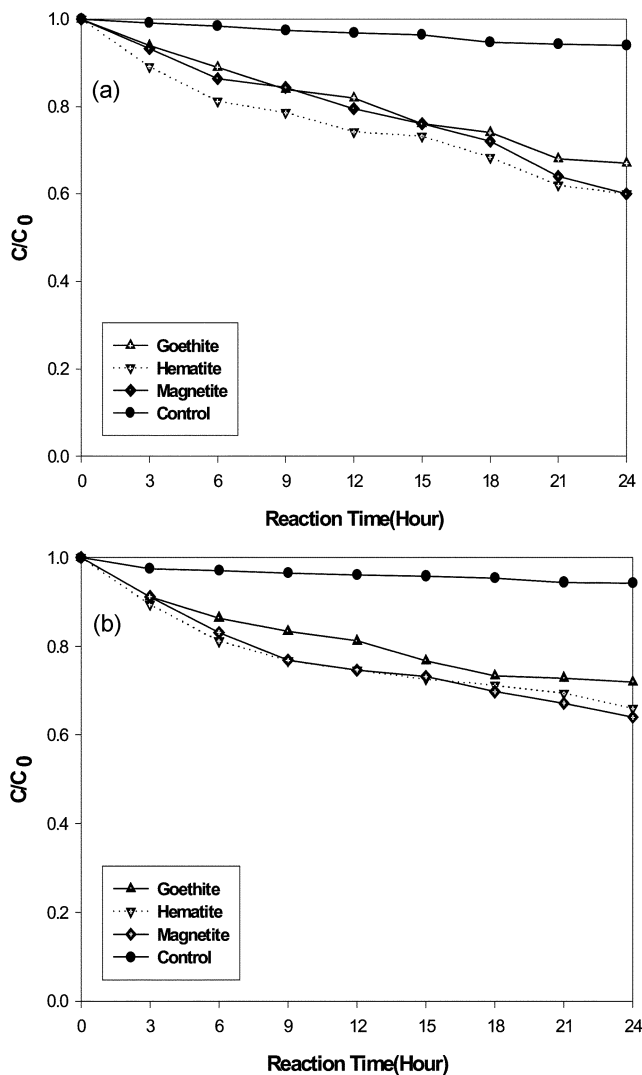 1.0
0.8
0.6
0.4
0.2
0.0
C/C0
(a)
Goethite
Hematite
Magnetite
Control
0 3 6 9 12 15 18 21 24
Reaction Time(Hour)
1.0
0.8
0.6
0.4
0.2
0.0
C/C0
(b)
Goethite
Hematite
Magnetite
Control
0 3 6 9 12 15 18 21 24
Reaction Time(Hour)